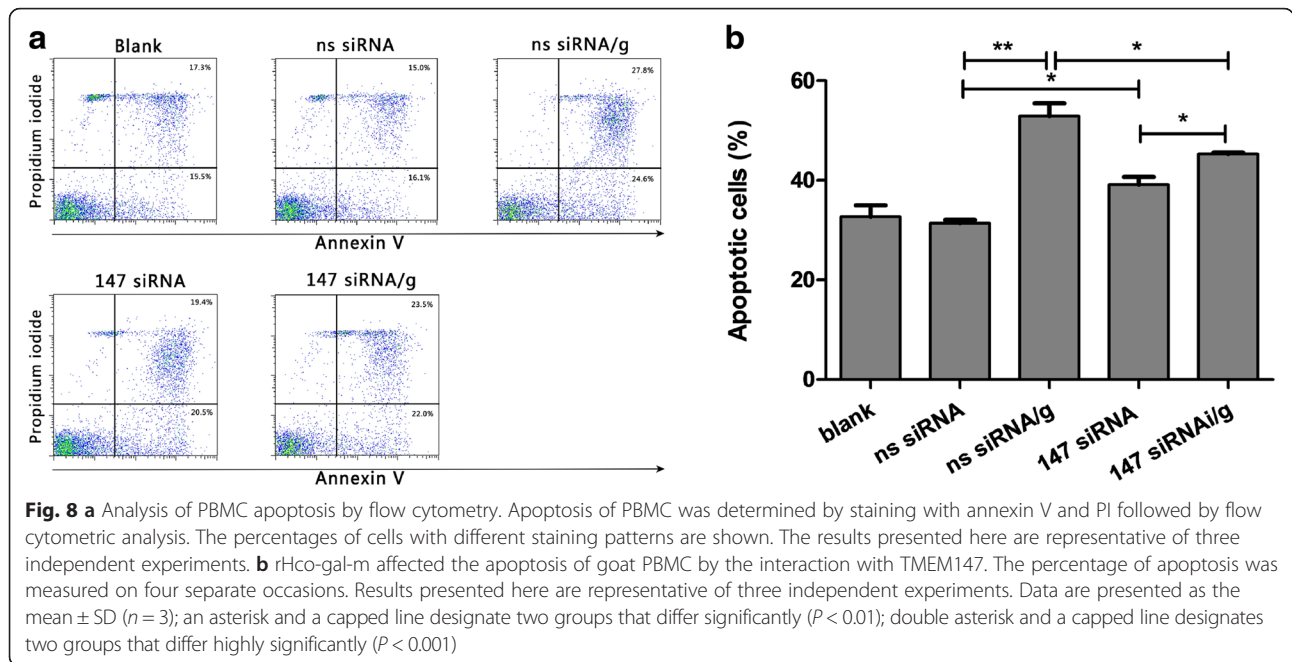 a
Blank
ns siRNA
ns siRNA/g
17.3%
15.0%
27.8%
Propidium iodide
15.5%
16.1%
24.6%
Annexin V
147 siRNA
147 siRNA/g
19.4%
23.5%
Propidium iodide
20.5%
22.0%
Annexin V
b
** *
*
*
60
40
20
0
Apoptotic cells (%)
blank
ns siRNA
ns siRNA/g
147 siRNA
147 siRNAi/g
Fig. 8 a Analysis of PBMC apoptosis by flow cytometry. Apoptosis of PBMC was determined by staining with annexin V and PI followed by flow
cytometric analysis. The percentages of cells with different staining patterns are shown. The results presented here are representative of three
independent experiments. b rHco-gal-m affected the apoptosis of goat PBMC by the interaction with TMEM147. The percentage of apoptosis was
measured on four separate occasions. Results presented here are representative of three independent experiments. Data are presented as the
mean ± SD (n = 3); an asterisk and a capped line designate two groups that differ significantly (P < 0.01); double asterisk and a capped line designates
two groups that differ highly significantly (P < 0.001)